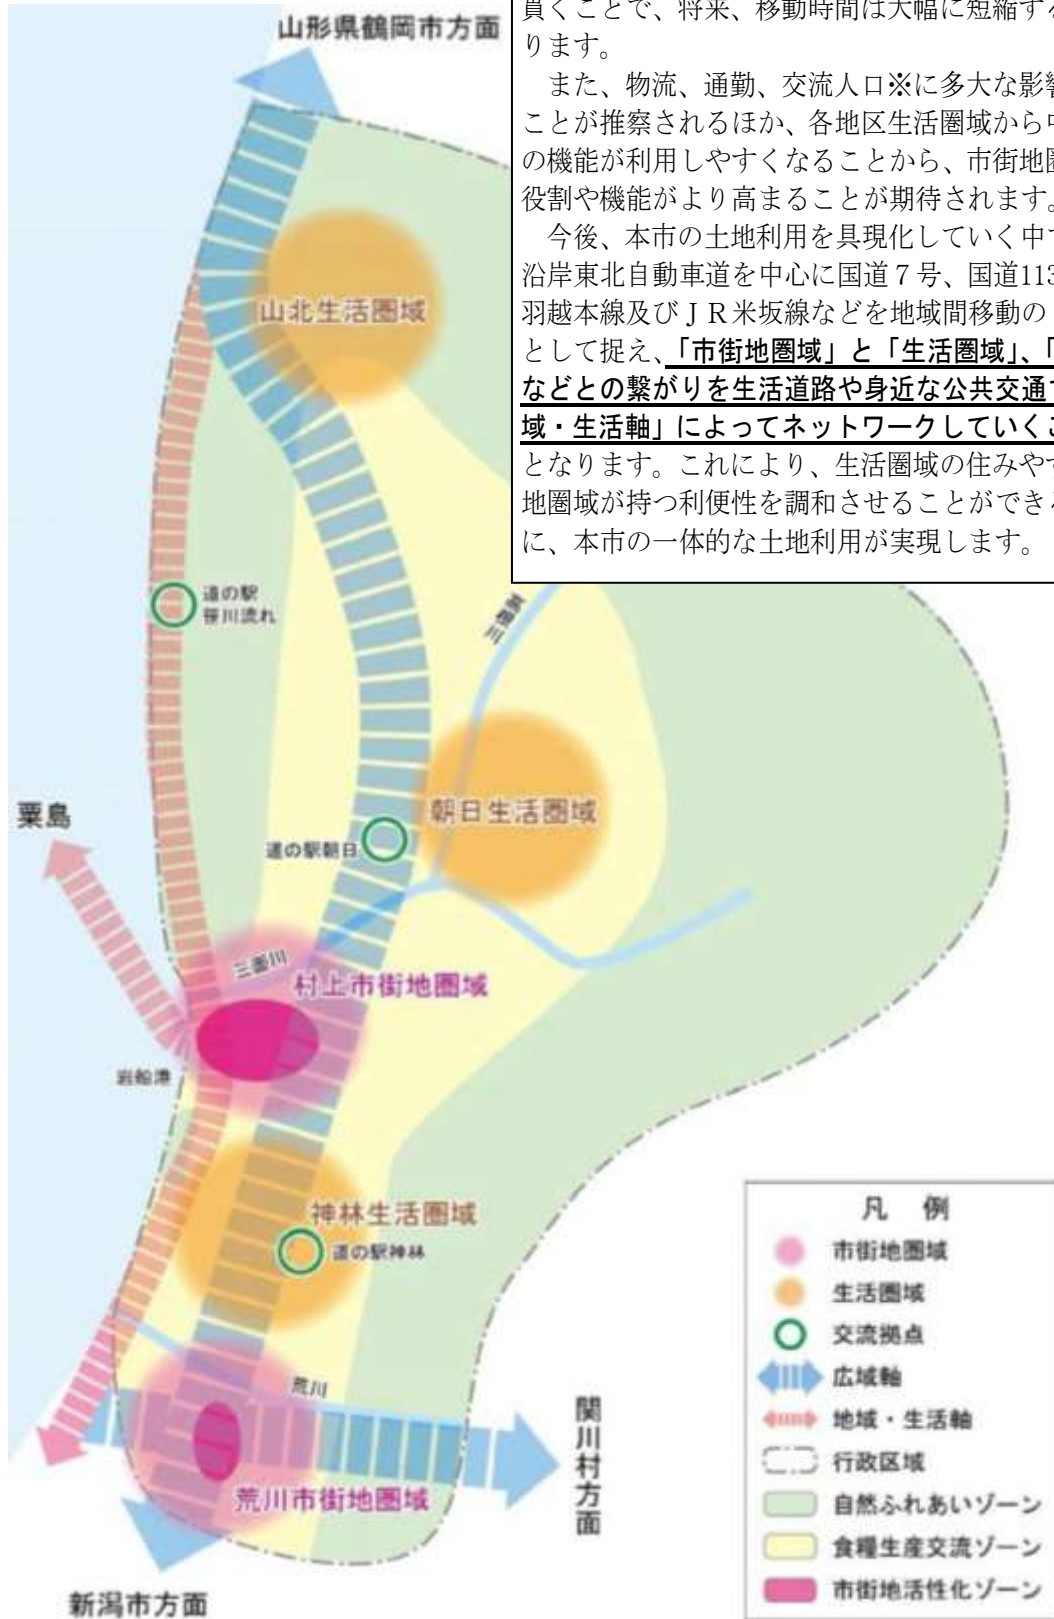 山形県鶴岡市方面
貫くことで、将来、移動時間は大幅に短縮する
ります。
また、物流、通勤、交流人口※に多大な影
ことが推察されるほか、各地区生活圏域から
の機能が利用しやすくなることから、市街地
役割や機能がより高まることが期待されます。
今後、本市の土地利用を具現化していく中
沿岸東北自動車道を中心に国道7号、国道113
羽越本線及びJR米坂線などを地域間移動の
として捉え、「市街地圏域」と「生活圏域」、「
などとの繋がりを生活道路や身近な公共交通
域・生活軸」によってネットワークしていくこ
となります。これにより、生活圏域の住みやす
地圏域が持つ利便性を調和させることができ
に、本市の一体的な土地利用が実現します。
山北生活圏域
道の駅
笹川流れ
高根川
粟島
朝日生活圏域
道の駅朝日
三面川
村上市街地圏域
岩船港
神林生活圏域
道の駅神林
荒川
関川村方面
荒川市街地圏域
新潟市方面
凡 例
市街地圏域
生活圏域
交流拠点
広域軸
地域・生活軸
行政区域
自然ふれあいゾーン
食糧生産交流ゾーン
市街地活性化ゾーン